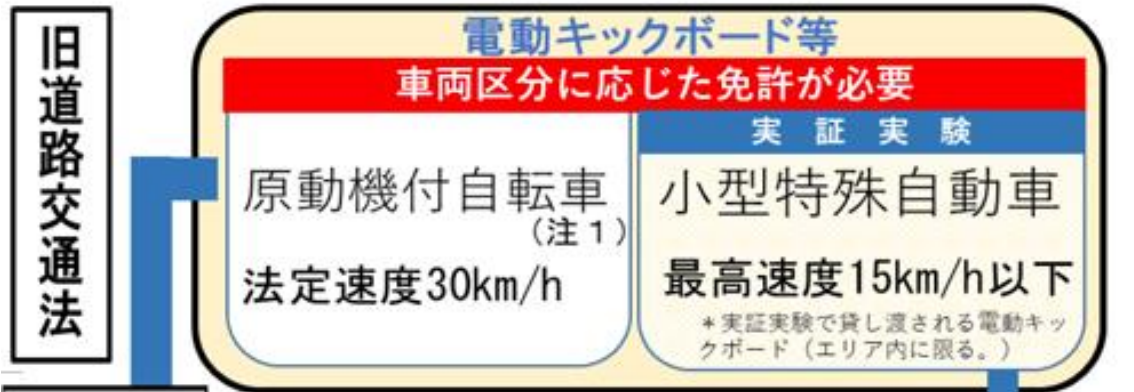 旧道路交通法
電動キックボード等
車両区分に応じた免許が必要
原動機付自転車
(注１)
法定速度30km/h
実証実験
小型特殊自動車
最高速度15km/h以下
＊実証実験で貸し渡される電動キッ
クボード（エリア内に限る。）